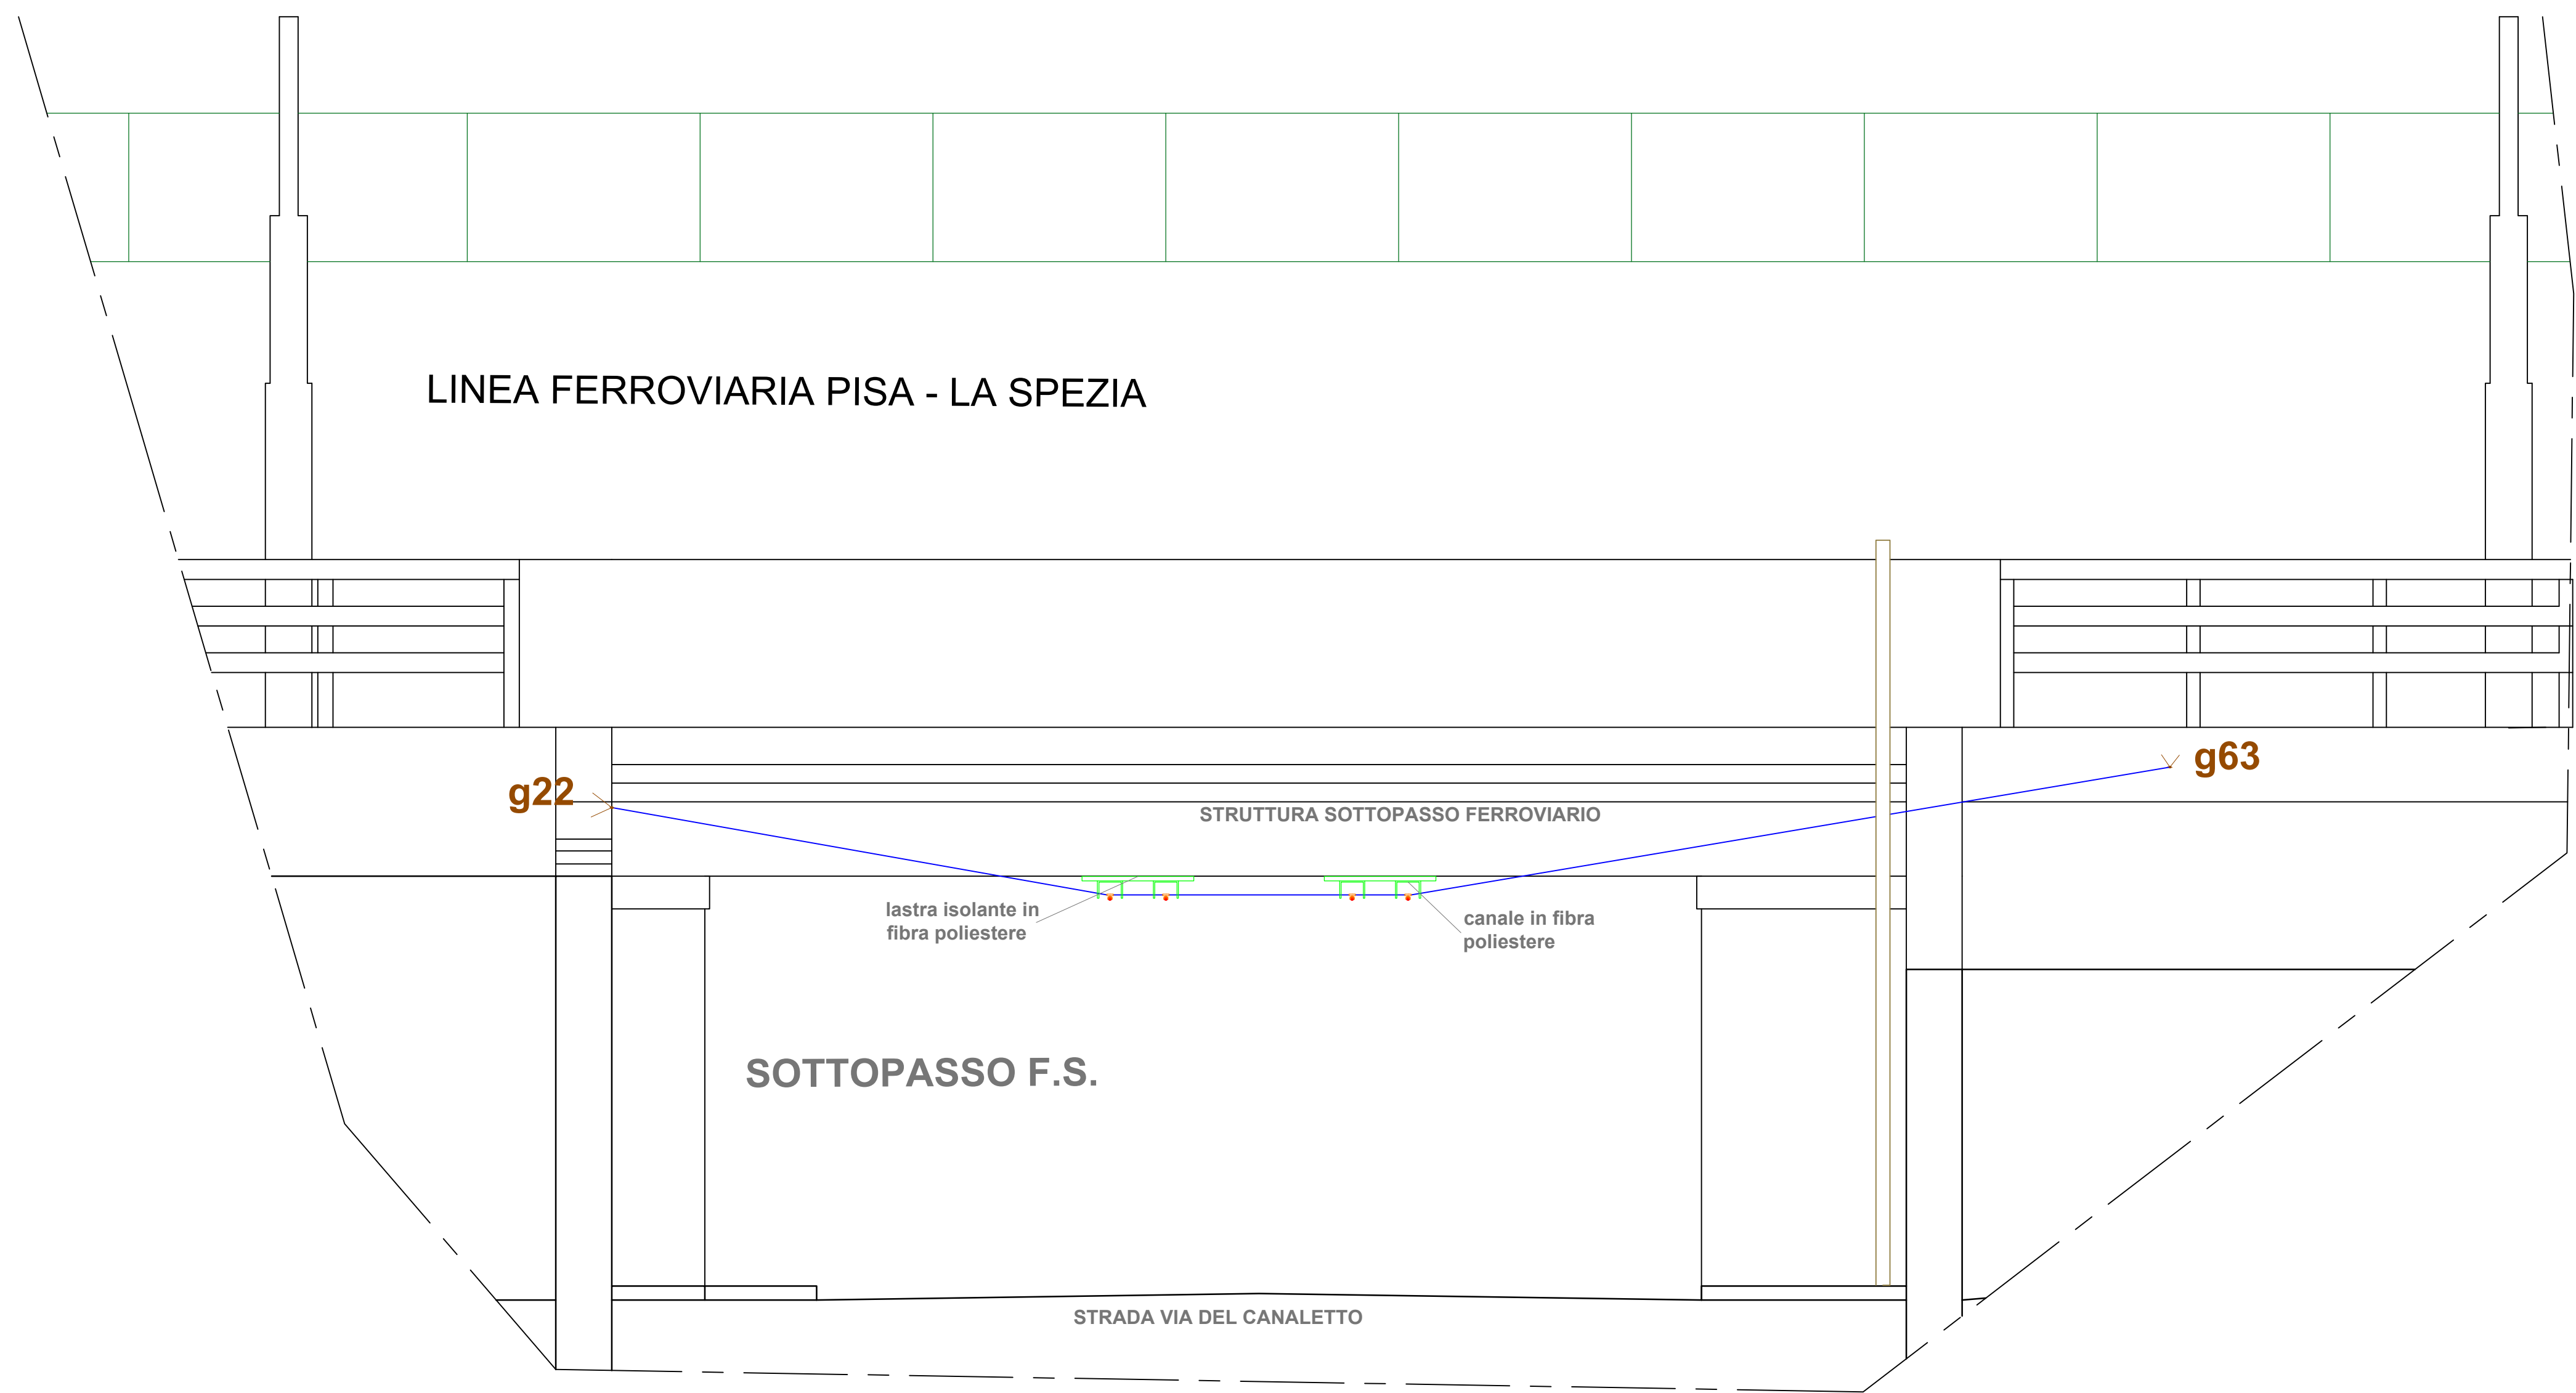 LINEA FERROVIARIA PISA - LA SPEZIA
g63
g22
STRUTTURA SOTTOPASSO FERROVIARIO
lastra isolante in
fibra poliestere
canale in fibra
poliestere
SOTTOPASSO F.S.
STRADA VIA DEL CANALETTO